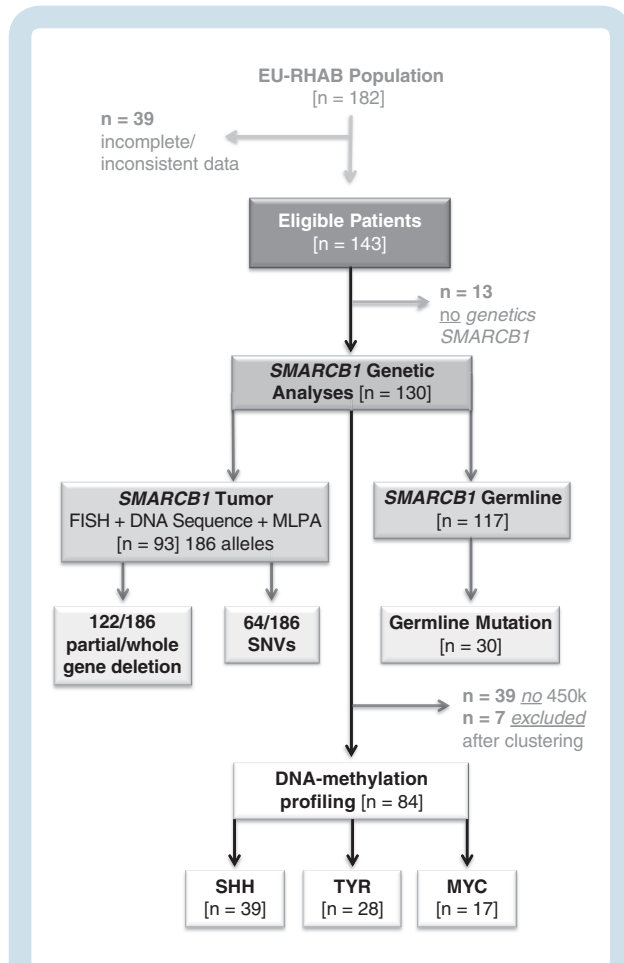 EU-RHAB Population
[n = 182]
n = 39
incomplete/
inconsistent data
Eligible Patients
[n = 143]
n = 13
no genetics
SMARCB1
SMARCB1 Genetic
Analyses [n = 130]
SMARCB1 Tumor
FISH + DNA Sequence + MLPA
[n = 93] 186 alleles
SMARCB1 Germline
[n = 117]
122/186
partial/whole
gene deletion
64/186
SNVs
Germline Mutation
[n = 30]
n = 39 no 450k
n = 7 excluded
after clustering
DNA-methylation
profiling [n = 84]
SHH
[n = 39]
TYR
[n = 28]
MYC
[n = 17]